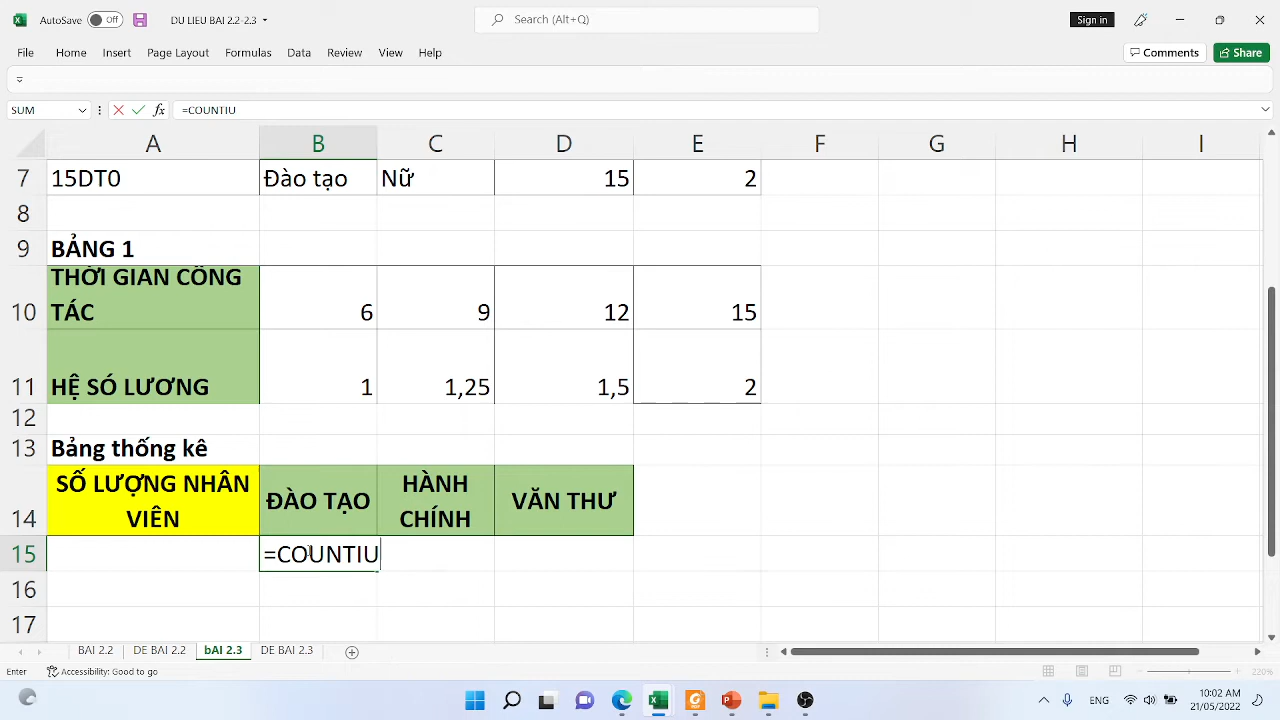 AutoSave Off DU LIEU BAI 2.2-2.3 Search (Alt+Q) Sign in
File Home Insert Page Layout Formulas Data Review View Help Comments Share
SUM fx =COUNTIU
A B C D E F G H I
7 15DT0 Đào tạo Nữ 15 2
8
9 BẢNG 1
THỜI GIAN CÔNG
10 TÁC 6 9 12 15
11 HỆ SÓ LƯƠNG 1 1,25 1,5 2
12
13 Bảng thống kê
SỐ LƯỢNG NHÂN ĐÀO TẠO HÀNH VĂN THƯ
14 VIÊN CHÍNH
15 =COUNTIU
16
17
BAI 2.2 DE BAI 2.2 bAI 2.3 DE BAI 2.3
Enter Accessibility: Good to go 220%
ENG 10:02 AM
21/05/2022